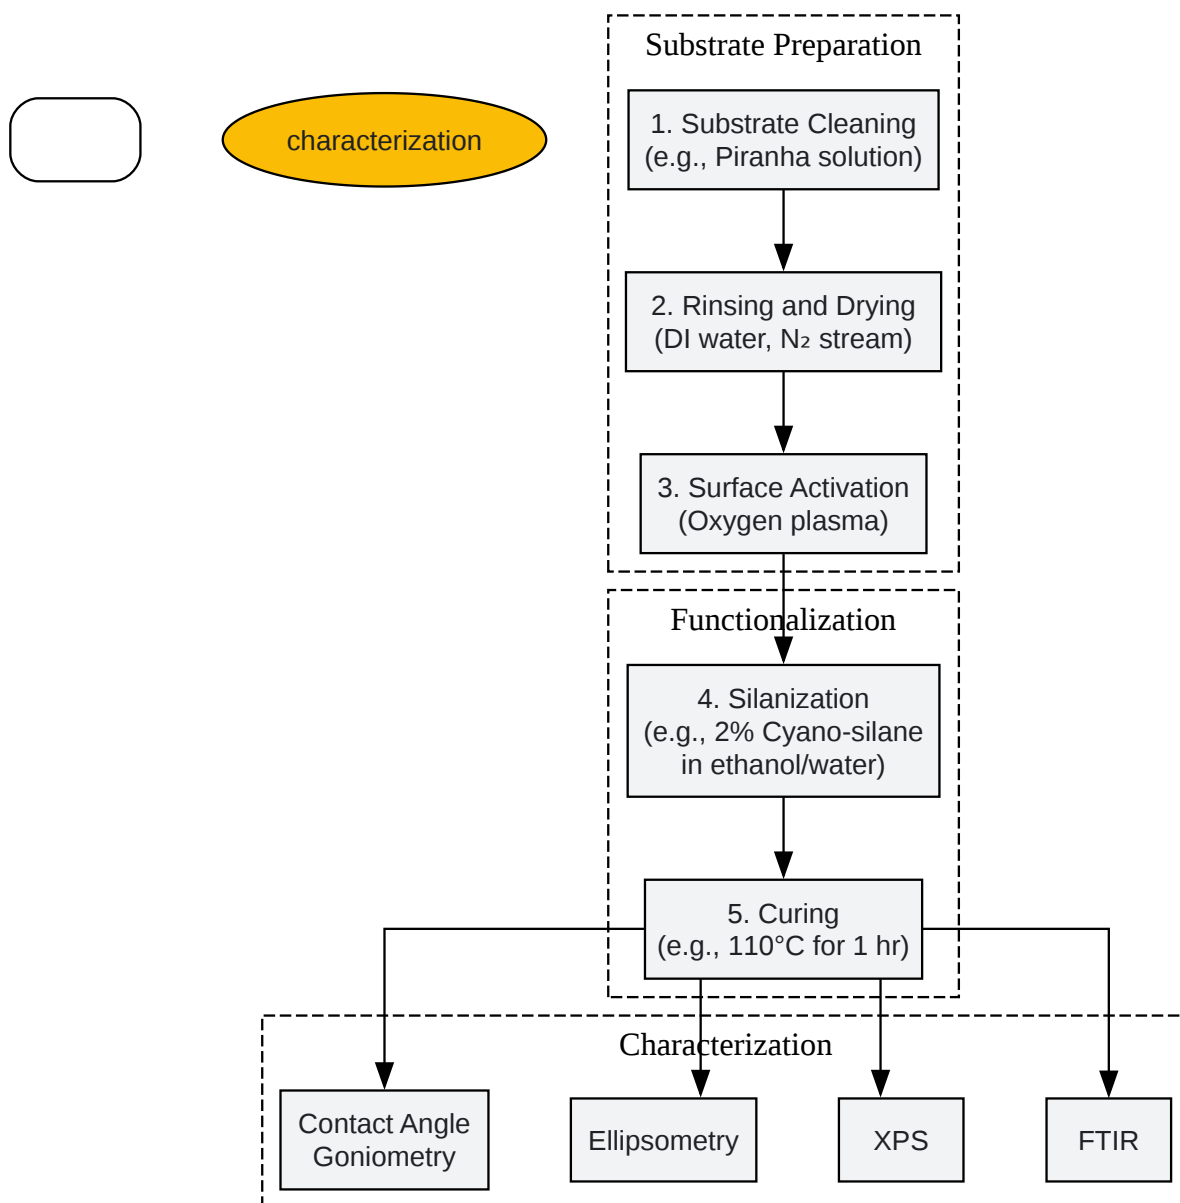 Substrate Preparation
characterization
1. Substrate Cleaning
(e.g., Piranha solution)
2. Rinsing and Drying
(DI water, N₂ stream)
3. Surface Activation
(Oxygen plasma)
Functionalization
4. Silanization
(e.g., 2% Cyano-silane
in ethanol/water)
5. Curing
(e.g., 110°C for 1 hr)
Characterization
Contact Angle
Goniometry
Ellipsometry
XPS
FTIR